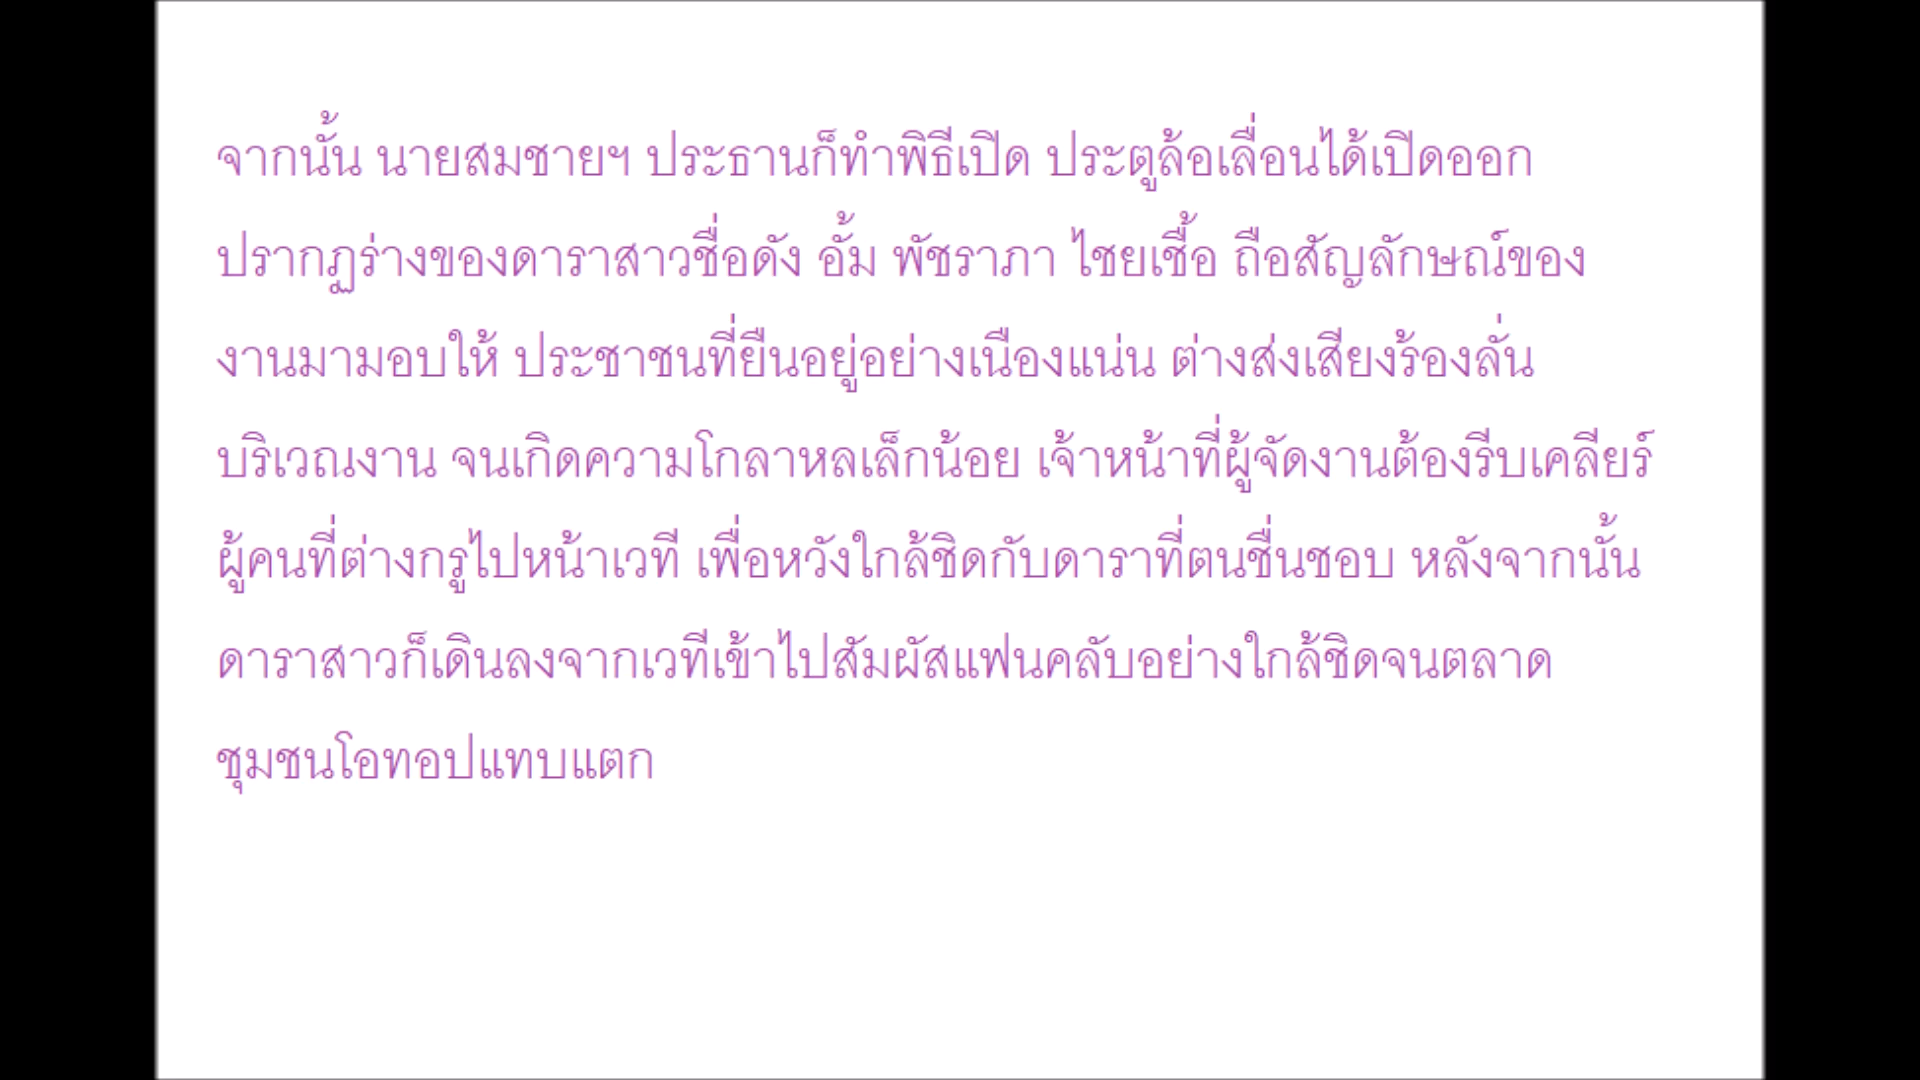 จากนั้น นายสมชายฯ ประธานก็ทำพิธีเปิด ประตูล้อเลื่อนได้เปิดออก
ปรากฏร่างของดาราสาวชื่อดัง อั้ม พัชราภา ไชยเชื้อ ถือสัญลักษณ์ของ
งานมามอบให้ ประชาชนที่ยืนอยู่อย่างเนืองแน่น ต่างส่งเสียงร้องลั่น
บริเวณงาน จนเกิดความโกลาหลเล็กน้อย เจ้าหน้าที่ผู้จัดงานต้องรีบเคลียร์
ผู้คนที่ต่างกรูไปหน้าเวที เพื่อหวังใกล้ชิดกับดาราที่ตนชื่นชอบ หลังจากนั้น
ดาราสาวก็เดินลงจากเวทีเข้าไปสัมผัสแฟนคลับอย่างใกล้ชิดจนตลาด
ชุมชนโอทอปแทบแตก